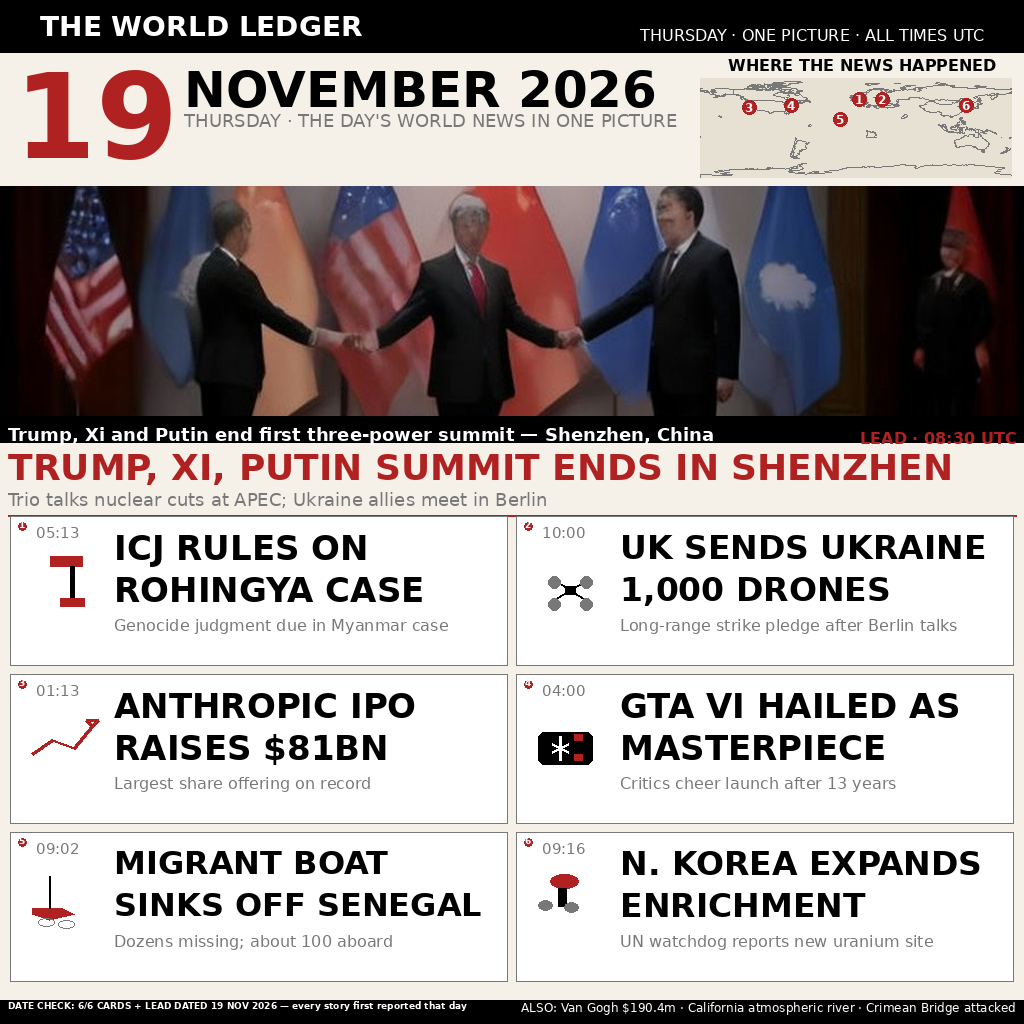 THE WORLD LEDGER
THURSDAY · ONE PICTURE · ALL TIMES UTC
19
NOVEMBER 2026
THURSDAY · THE DAY'S WORLD NEWS IN ONE PICTURE
WHERE THE NEWS HAPPENED
1
2
3
4
5
6
Trump, Xi and Putin end first three-power summit — Shenzhen, China
LEAD · 08:30 UTC
TRUMP, XI, PUTIN SUMMIT ENDS IN SHENZHEN
Trio talks nuclear cuts at APEC; Ukraine allies meet in Berlin
1
05:13
ICJ RULES ON
ROHINGYA CASE
Genocide judgment due in Myanmar case
2
10:00
UK SENDS UKRAINE
1,000 DRONES
Long-range strike pledge after Berlin talks
3
01:13
ANTHROPIC IPO
RAISES $81BN
Largest share offering on record
4
04:00
GTA VI HAILED AS
MASTERPIECE
Critics cheer launch after 13 years
5
09:02
MIGRANT BOAT
SINKS OFF SENEGAL
Dozens missing; about 100 aboard
6
09:16
N. KOREA EXPANDS
ENRICHMENT
UN watchdog reports new uranium site
DATE CHECK: 6/6 CARDS + LEAD DATED 19 NOV 2026 — every story first reported that day
ALSO: Van Gogh $190.4m · California atmospheric river · Crimean Bridge attacked